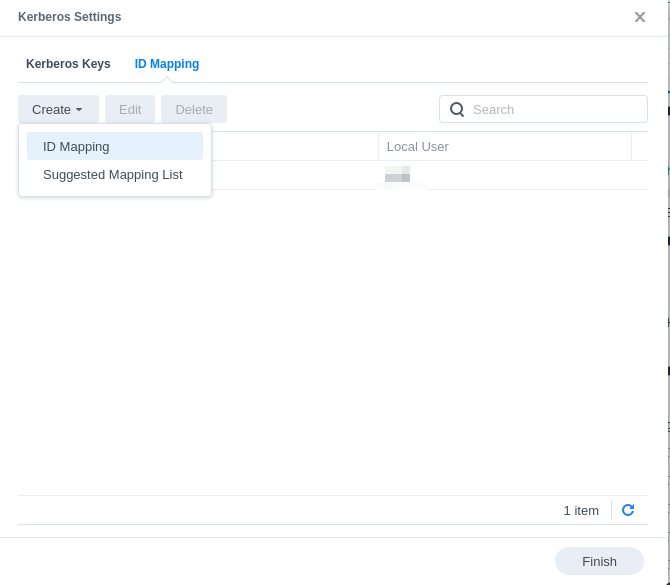 Kerberos Settings
Kerberos Keys ID Mapping
Create Edit Delete Search
ID Mapping
Suggested Mapping List
Local User
1 item
Finish